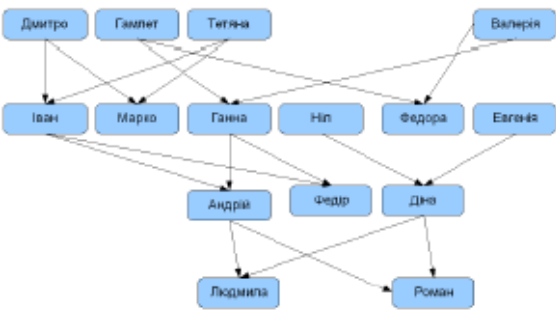 Дмитро Гамлет Тетяна Валерія
Іван Марко Ганна Ніл Федора Евгенія
Андрій Федір Діна
Людмила Роман